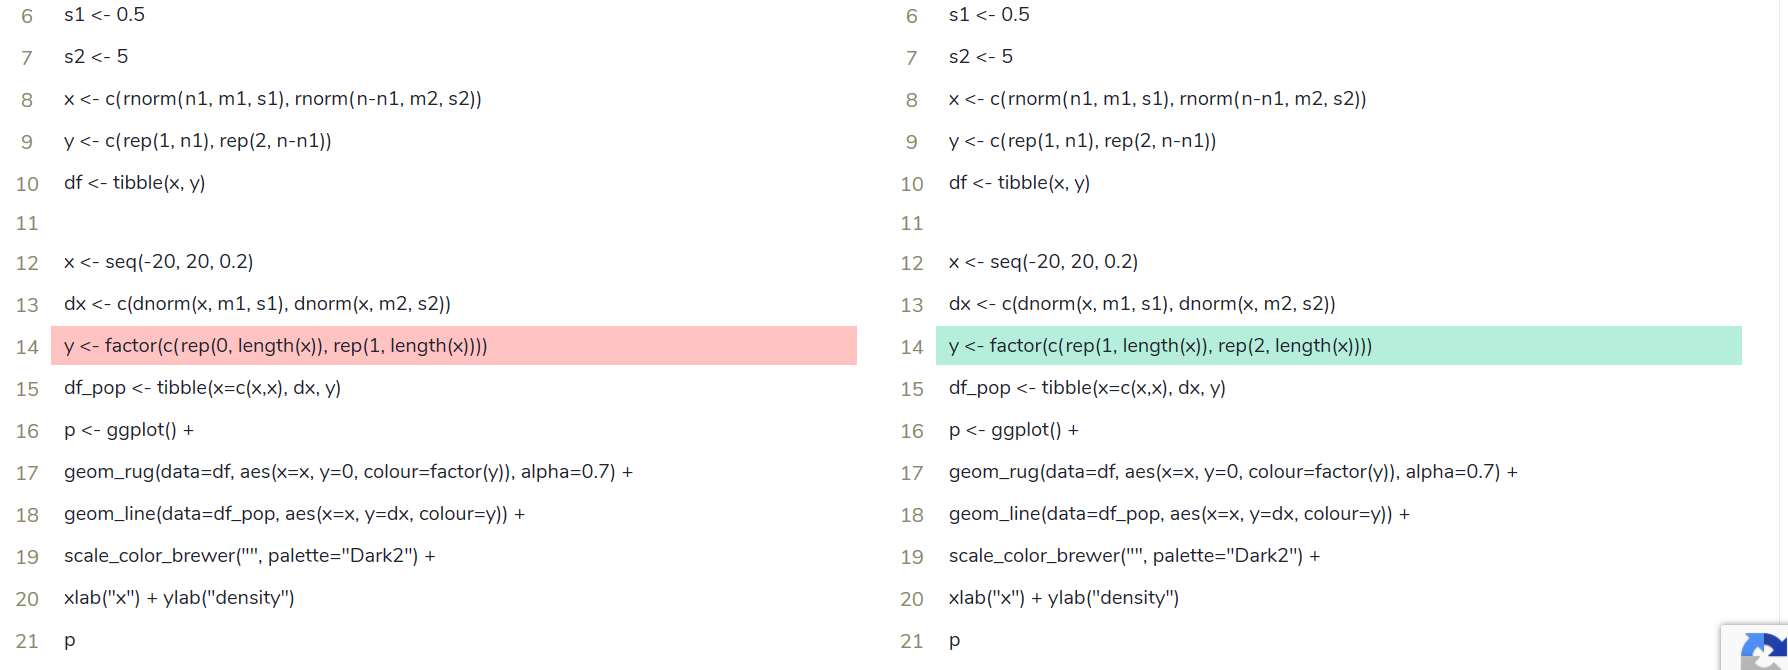 6 s1 <- 0.5
7 s2 <- 5
8 x <- c(rnorm(n1, m1, s1), rnorm(n-n1, m2, s2))
9 y <- c(rep(1, n1), rep(2, n-n1))
10 df <- tibble(x, y)
11
12 x <- seq(-20, 20, 0.2)
13 dx <- c(dnorm(x, m1, s1), dnorm(x, m2, s2))
14 y <- factor(c(rep(0, length(x)), rep(1, length(x))))
15 df_pop <- tibble(x=c(x,x), dx, y)
16 p <- ggplot() +
17 geom_rug(data=df, aes(x=x, y=0, colour=factor(y)), alpha=0.7) +
18 geom_line(data=df_pop, aes(x=x, y=dx, colour=y)) +
19 scale_color_brewer("", palette="Dark2") +
20 xlab("x") + ylab("density")
21 p
6 s1 <- 0.5
7 s2 <- 5
8 x <- c(rnorm(n1, m1, s1), rnorm(n-n1, m2, s2))
9 y <- c(rep(1, n1), rep(2, n-n1))
10 df <- tibble(x, y)
11
12 x <- seq(-20, 20, 0.2)
13 dx <- c(dnorm(x, m1, s1), dnorm(x, m2, s2))
14 y <- factor(c(rep(1, length(x)), rep(2, length(x))))
15 df_pop <- tibble(x=c(x,x), dx, y)
16 p <- ggplot() +
17 geom_rug(data=df, aes(x=x, y=0, colour=factor(y)), alpha=0.7) +
18 geom_line(data=df_pop, aes(x=x, y=dx, colour=y)) +
19 scale_color_brewer("", palette="Dark2") +
20 xlab("x") + ylab("density")
21 p